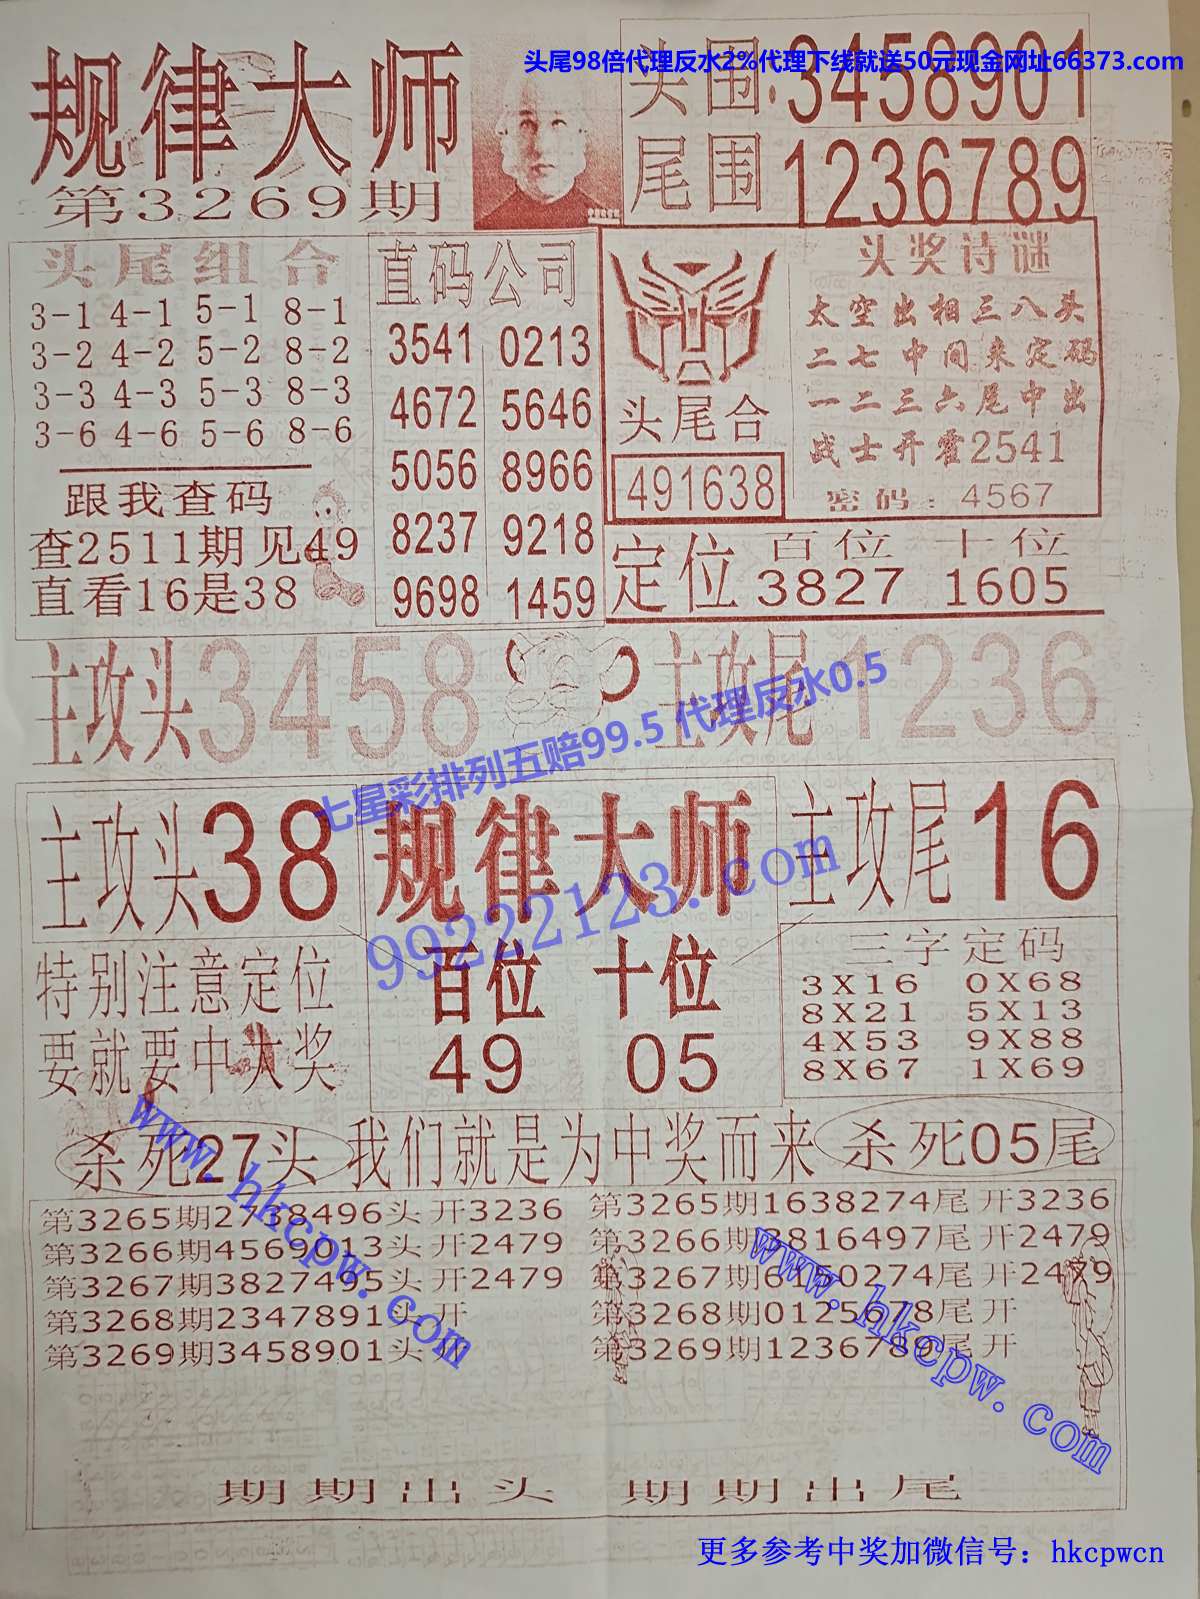 头尾98倍代理反水2%代理下线就送50元现金网址66373.com
规律大师
第3269期
头围:3458901
尾围 1236789
头尾组合
3-1 4-1 5-1 8-1
3-2 4-2 5-2 8-2
3-3 4-3 5-3 8-3
3-6 4-6 5-6 8-6
跟我查码
查2511期见49
直看16是38
直码公司
3541 0213
4672 5646
5056 8966
8237 9218
9698 1459
头尾合
491638
头奖诗谜
太空出相三八头
二七中间来定码
一二三六尾中出
战士开霍2541
密码:4567
定位 百位 十位
3827 1605
主攻头3458
主攻尾1236
七星彩排列五赔99.5 代理反水0.5
99222123.com
主攻头38
规律大师
主攻尾16
特别注意定位
要就要中大奖
百位 十位
49 05
三字定码
3X16 0X68
8X21 5X13
4X53 9X88
8X67 1X69
杀死27头
我们就是为中奖而来
杀死05尾
第3265期2738496头开3236
第3266期4569013头开2479
第3267期3827495头开2479
第3268期2347891头开
第3269期3458901头开
第3265期1638274尾开3236
第3266期3816497尾开2479
第3267期6150274尾开2479
第3268期0125678尾开
第3269期1236789尾开
www.hkcpw.com
www.hkcpw.com
期期出头 期期出尾
更多参考中奖加微信号：hkcpwcn